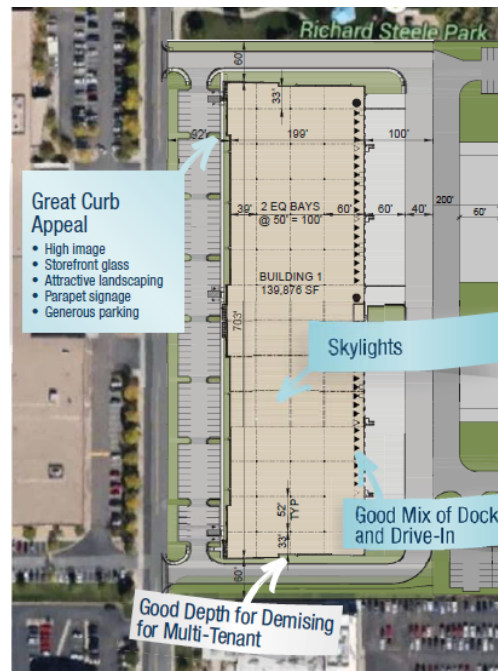 Richard Steele Park
60'
33'
92'
199'
100'
Great Curb
Appeal
• High image
• Storefront glass
• Attractive landscaping
• Parapet signage
• Generous parking
39'
2 EQ BAYS
@ 50' = 100'
60'
60'
40'
200'
60'
BUILDING 1
139,876 SF
703'
Skylights
52'
TYP
33'
60'
Good Mix of Dock
and Drive-In
Good Depth for Demising
for Multi-Tenant